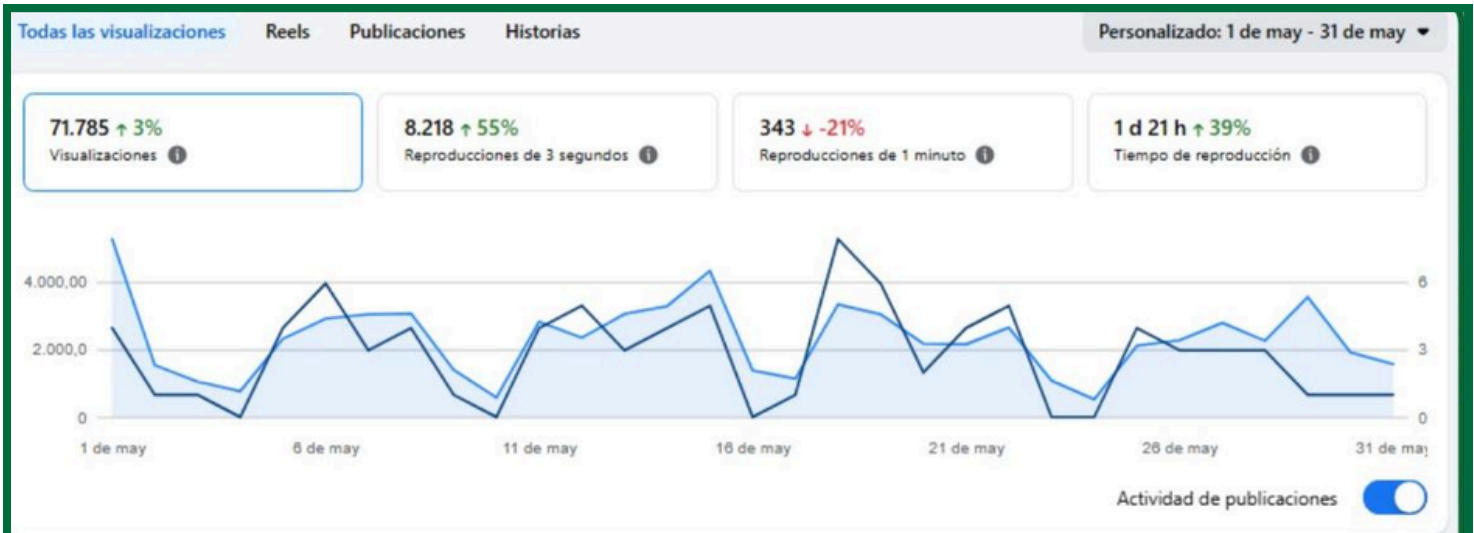 Todas las visualizaciones Reels Publicaciones Historias Personalizado: 1 de may - 31 de may
71.785 ↑ 3% 8.218 ↑ 55% 343 ↓ -21% 1 d 21 h ↑ 39%
Visualizaciones Reproducciones de 3 segundos Reproducciones de 1 minuto Tiempo de reproducción
4.000,00 6
2.000,0 3
0 0
1 de may 6 de may 11 de may 16 de may 21 de may 26 de may 31 de may
Actividad de publicaciones